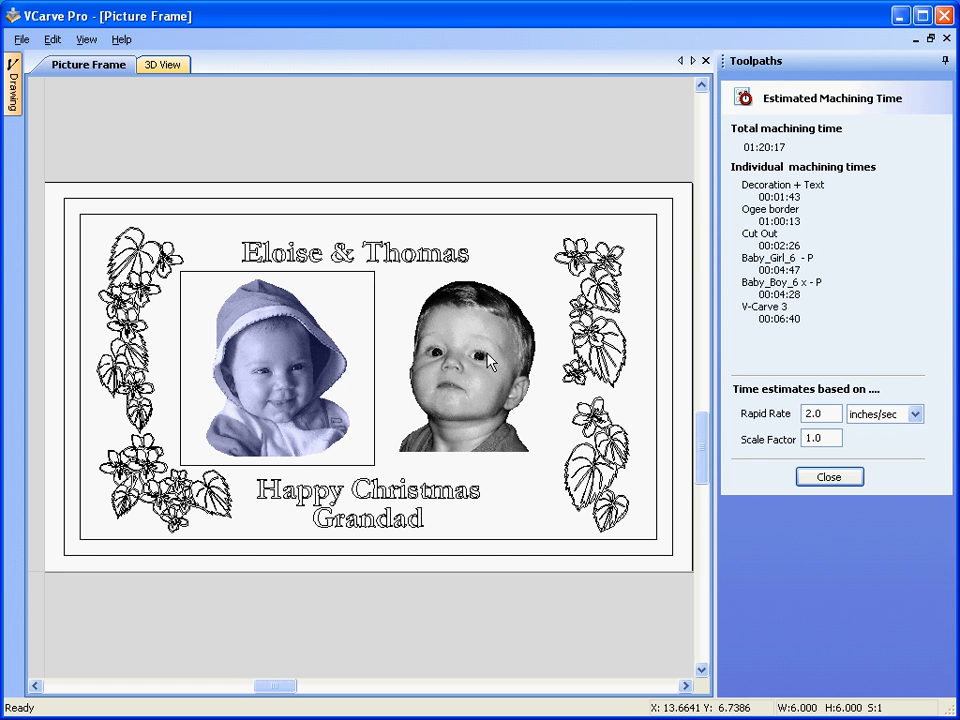 VCarve Pro - [Picture Frame]
File Edit View Help
Picture Frame 3D View
V Drawing
Toolpaths
Estimated Machining Time
Total machining time
01:20:17
Individual machining times
Decoration + Text
00:01:43
Ogee border
01:00:13
Cut Out
00:02:26
Baby_Girl_6 - P
00:04:47
Baby_Boy_6 x - P
00:04:28
V-Carve 3
00:06:40
Time estimates based on ....
Rapid Rate 2.0 inches/sec
Scale Factor 1.0
Close
Eloise & Thomas
Happy Christmas
Grandad
Ready
X: 13.6641 Y: 6.7386
W:6.000 H:6.000 S:1